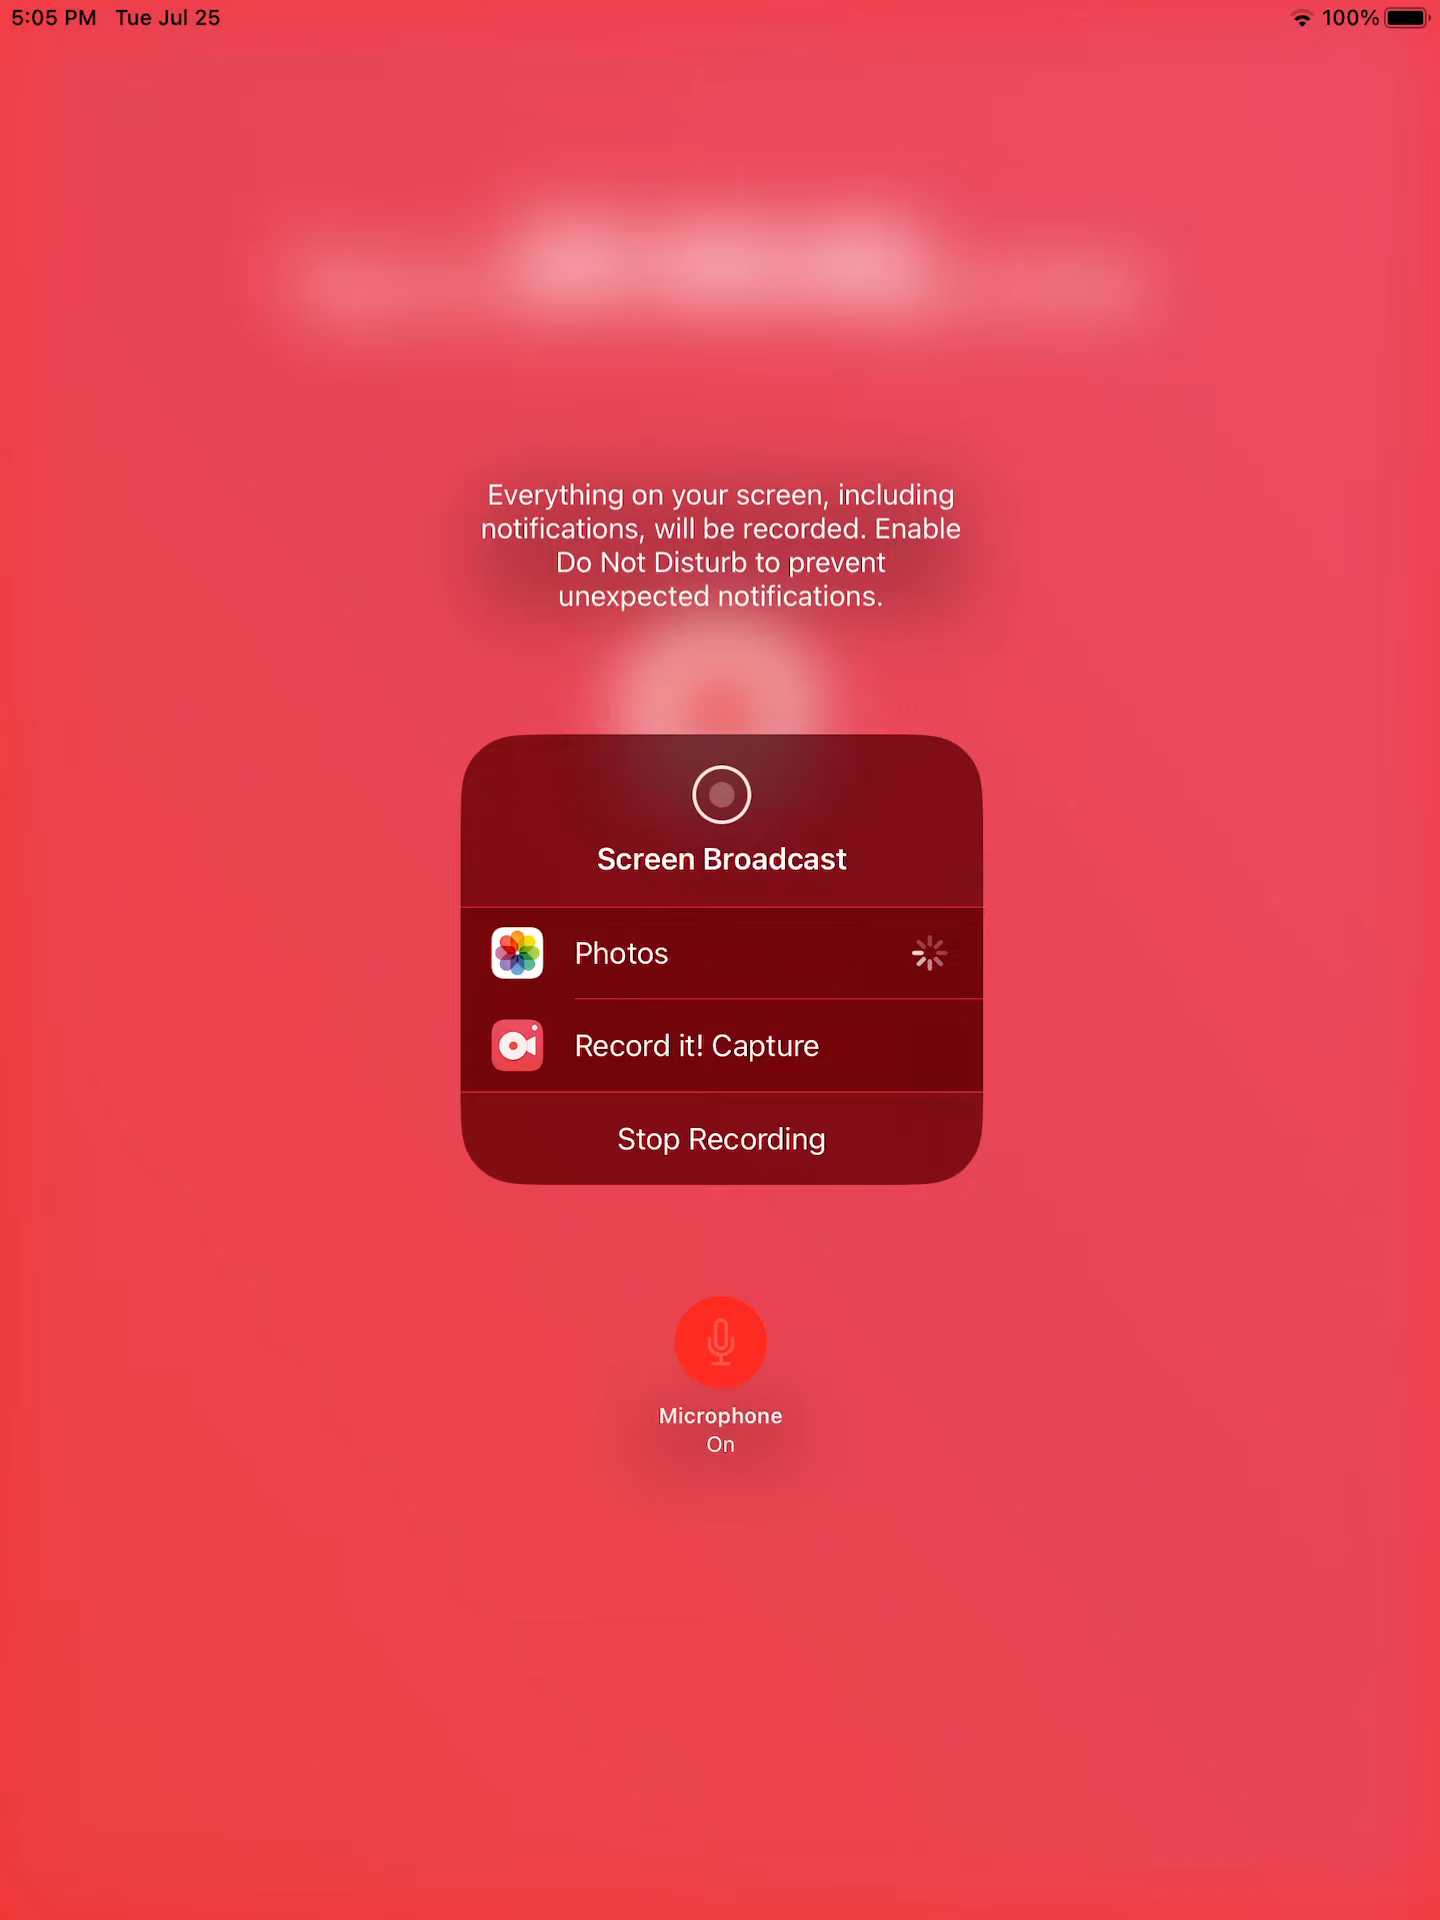 5:05 PM Tue Jul 25 100%
Everything on your screen, including
notifications, will be recorded. Enable
Do Not Disturb to prevent
unexpected notifications.
Screen Broadcast
Photos
Record it! Capture
Stop Recording
Microphone
On